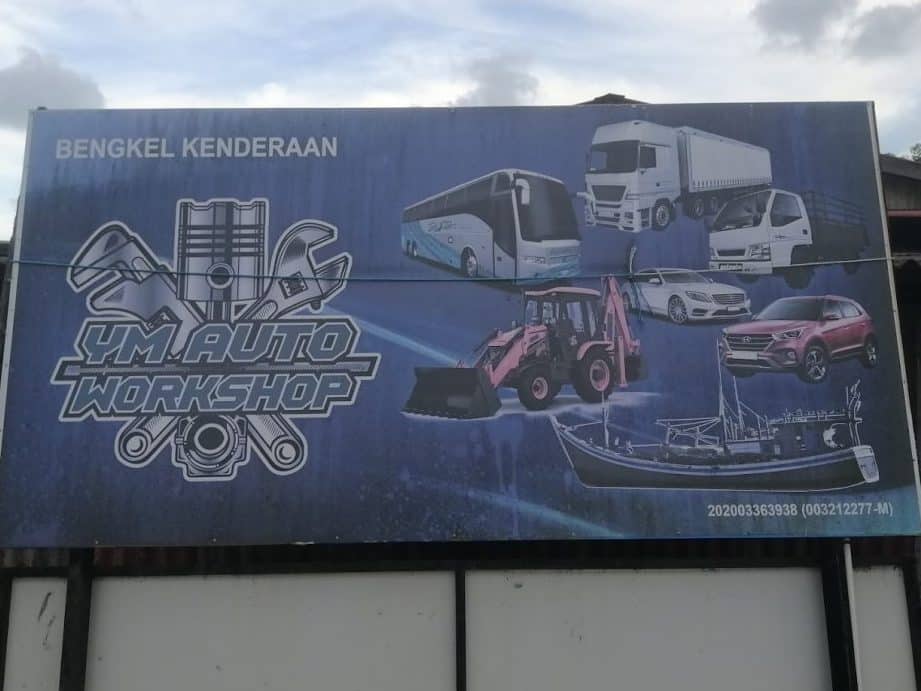 BENGKEL KENDERAAN
YM AUTO
WORKSHOP
202003363938 (003212277-M)